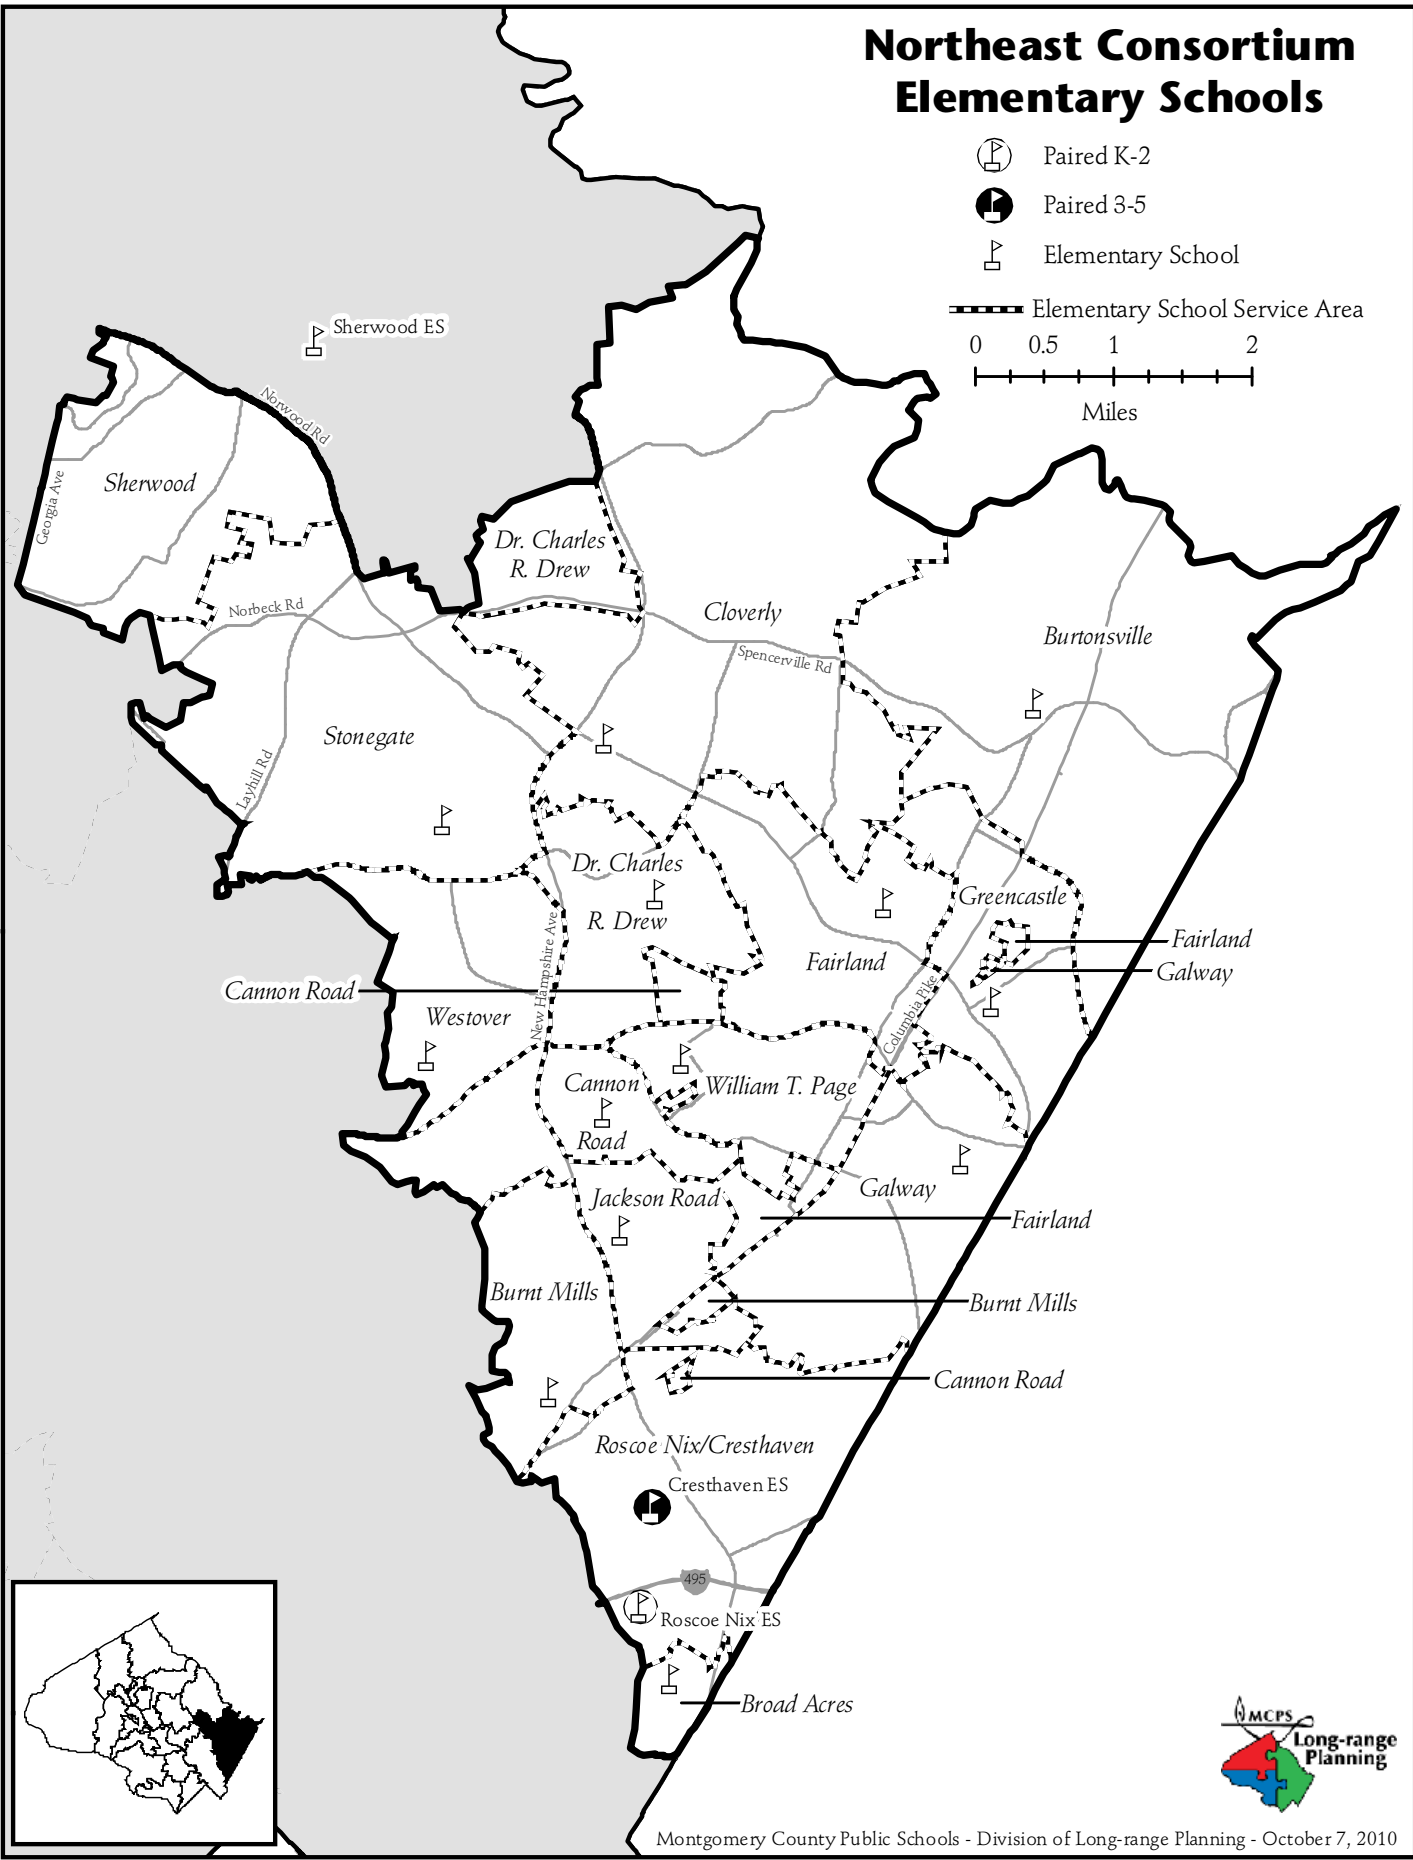 Northeast Consortium
Elementary Schools
Paired K-2
Paired 3-5
Elementary School
Elementary School Service Area
0 0.5 1 2
Miles
Sherwood ES
Norwood Rd
Sherwood
Georgia Ave
Dr. Charles
R. Drew
Norbeck Rd
Cloverly
Burtonsville
Spencerville Rd
Stonegate
Layhill Rd
Dr. Charles
R. Drew
Greencastle
New Hampshire Ave
Fairland
Fairland
Galway
Cannon Road
Westover
Columbia Pike
Cannon
Road
William T. Page
Jackson Road
Galway
Fairland
Burnt Mills
Burnt Mills
Cannon Road
Roscoe Nix/Cresthaven
Cresthaven ES
495
Roscoe Nix ES
Broad Acres
MCPS
Long-range
Planning
Montgomery County Public Schools - Division of Long-range Planning - October 7, 2010